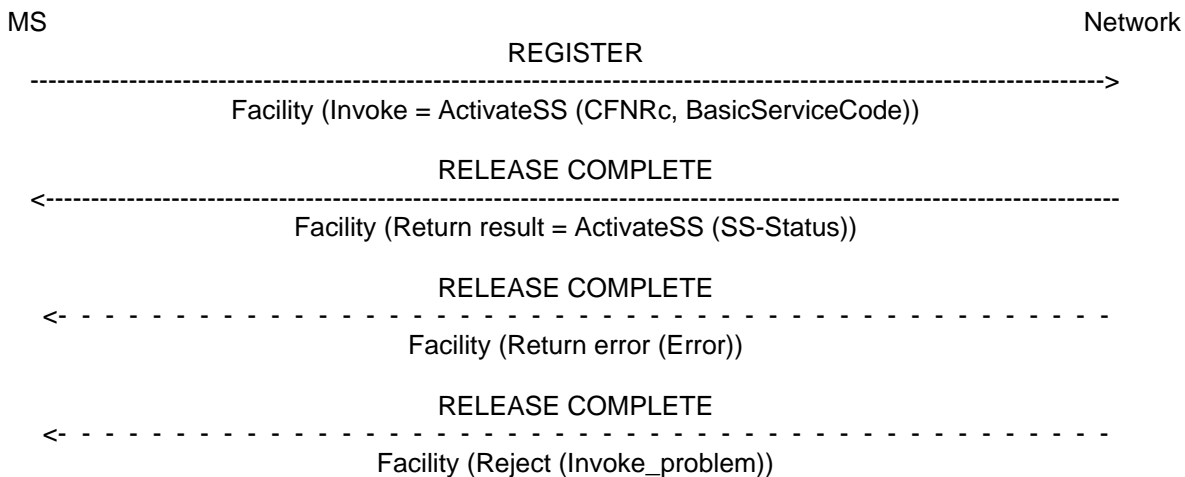 MS Network
REGISTER
Facility (Invoke = ActivateSS (CFNRc, BasicServiceCode))
RELEASE COMPLETE
Facility (Return result = ActivateSS (SS-Status))
RELEASE COMPLETE
Facility (Return error (Error))
RELEASE COMPLETE
Facility (Reject (Invoke_problem))